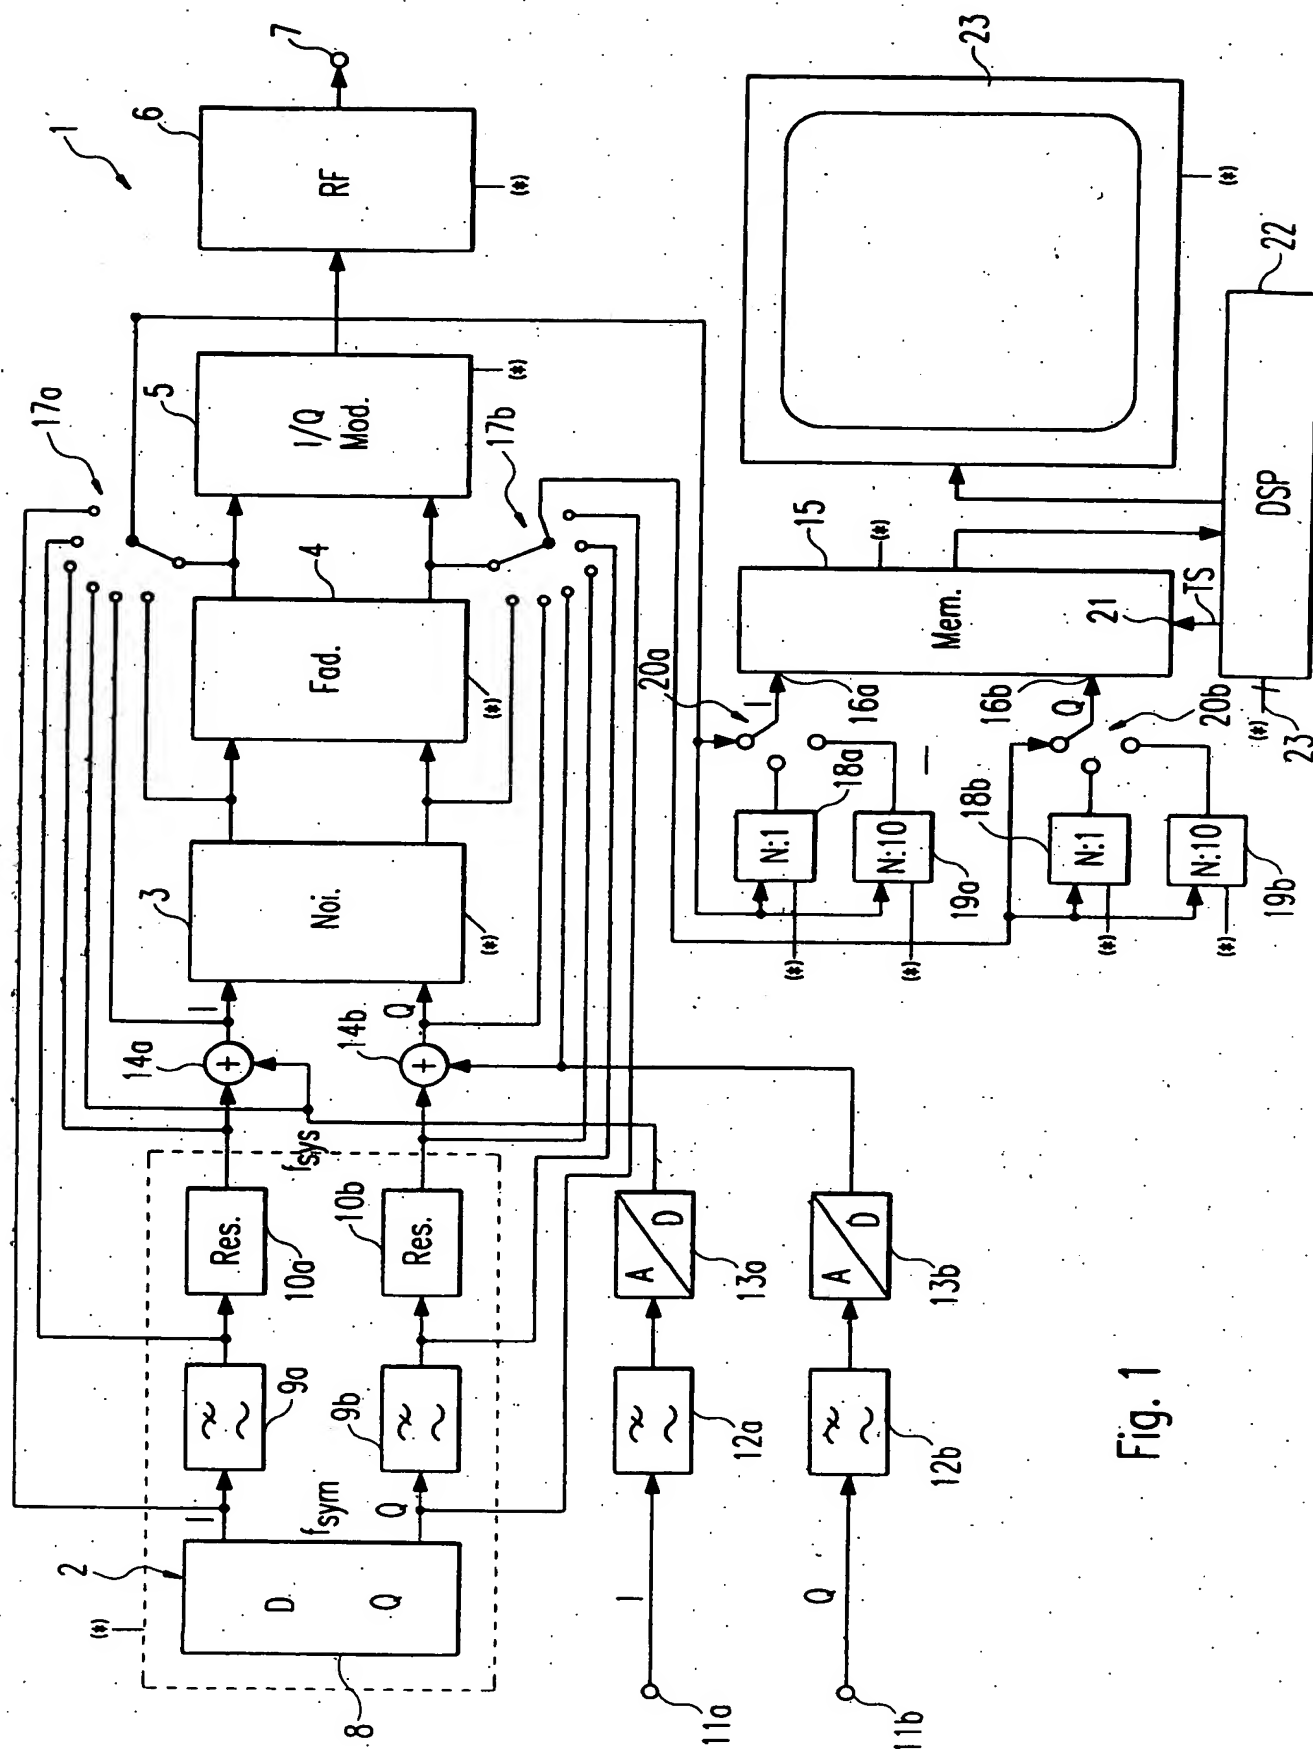 1
2
(*)
8
D Q
I
fsym
Q
9a
9b
Res.
10a
10b
Res.
fsys
14a
+
I
14b
+
Q
3
Noi.
(*)
4
Fad.
(*)
17a
5
I/Q
Mod.
(*)
17b
6
RF
(*)
7
11a
I
12a
A
D
13a
11b
Q
12b
A
D
13b
N:1
18a
(*)
N:10
19a
(*)
20a
I
16a
18b
N:1
(*)
N:10
19b
(*)
20b
Q
16b
15
Mem.
(*)
21
TS
DSP
22
(*)
23
23
(*)
Fig. 1